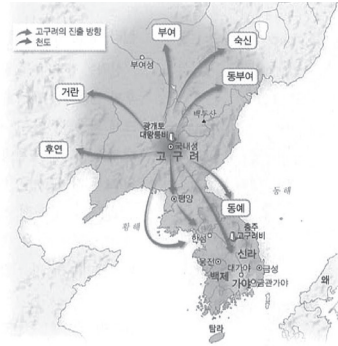 고구려의 진출 방향
천도
부여
숙신
부여성
동부여
거란
백두산
광개토
대왕릉비
국내성
고구려
후연
평양
동해
동예
황해
충주
고구려비
한성
신라
웅진
대가야
금성
백제
가야
금관가야
왜
탐라